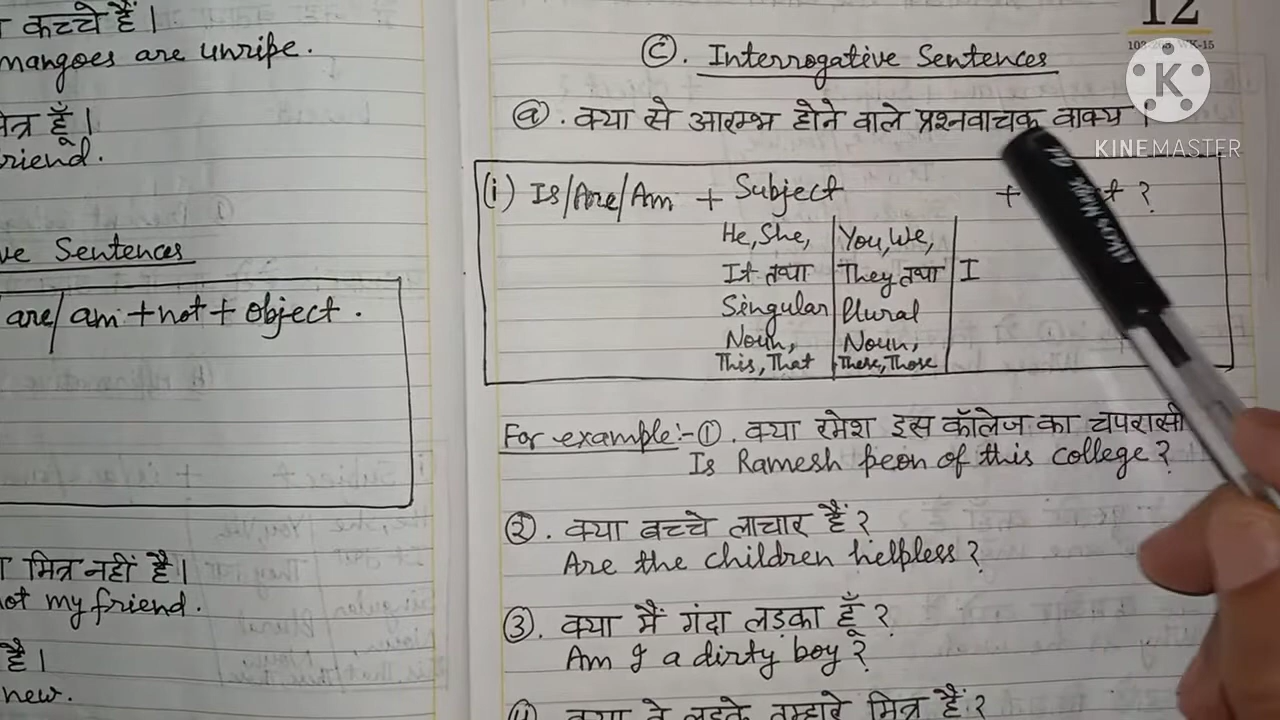 कच्चे हैं।
mangoes are unripe.
हूँ।
riend.
ve Sentences
are/ am + not + object.
मित्र नहीं है।
not my friend.
है।
new.
12
KINEMASTER
Ⓒ. Interrogative Sentences
ⓐ. क्या से आरम्भ होने वाले प्रश्नवाचक वाक्य।
(i) Is/Are/Am + Subject + ?
He, She, You, We,
It तथा They तथा I
Singular Plural
Noun, Noun,
This, That These, Those
For example:- ①. क्या रमेश इस कॉलेज का चपरासी
Is Ramesh peon of this college?
②. क्या बच्चे लाचार हैं?
Are the children helpless?
③. क्या मैं गंदा लड़का हूँ?
Am I a dirty boy?
क्या वे लड़के तुम्हारे मित्र हैं?